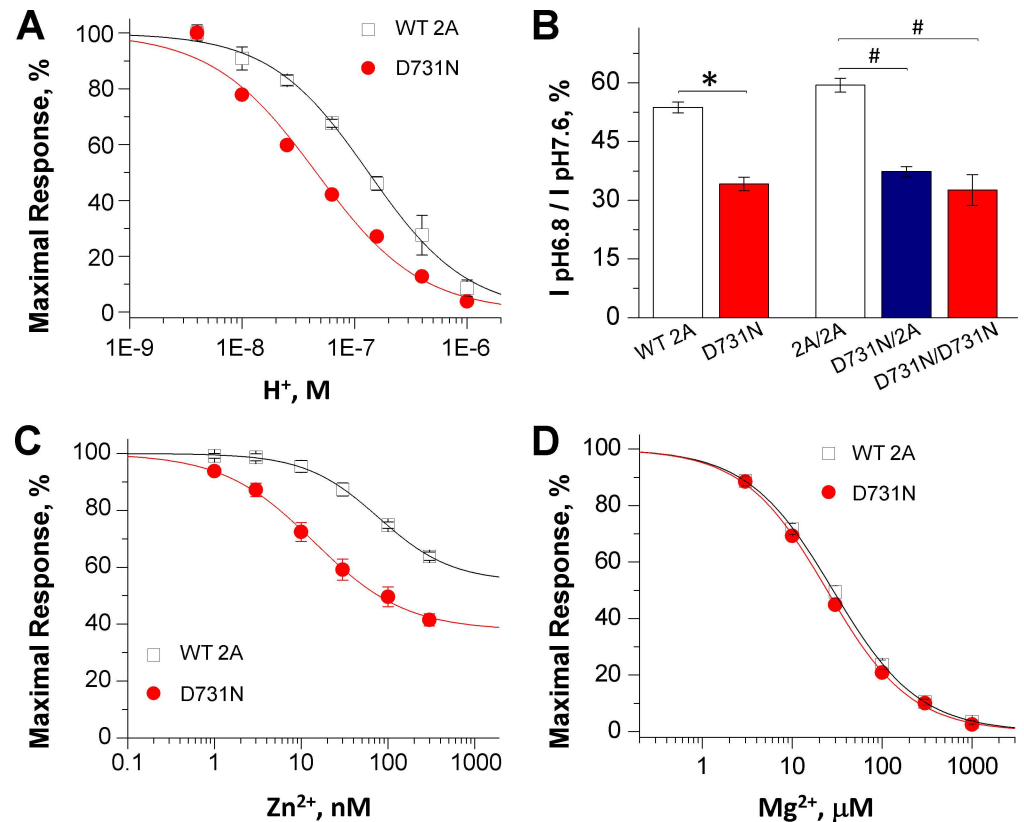 A
Maximal Response, %
100
80
60
40
20
0
WT 2A
D731N
1E-9
1E-8
1E-7
1E-6
H⁺, M
B
I pH6.8 / I pH7.6, %
60
45
30
15
0
*
#
#
WT 2A
D731N
2A/2A
D731N/2A
D731N/D731N
C
Maximal Response, %
100
80
60
40
20
0
WT 2A
D731N
0.1
1
10
100
1000
Zn²⁺, nM
D
Maximal Response, %
100
80
60
40
20
0
WT 2A
D731N
1
10
100
1000
Mg²⁺, µM